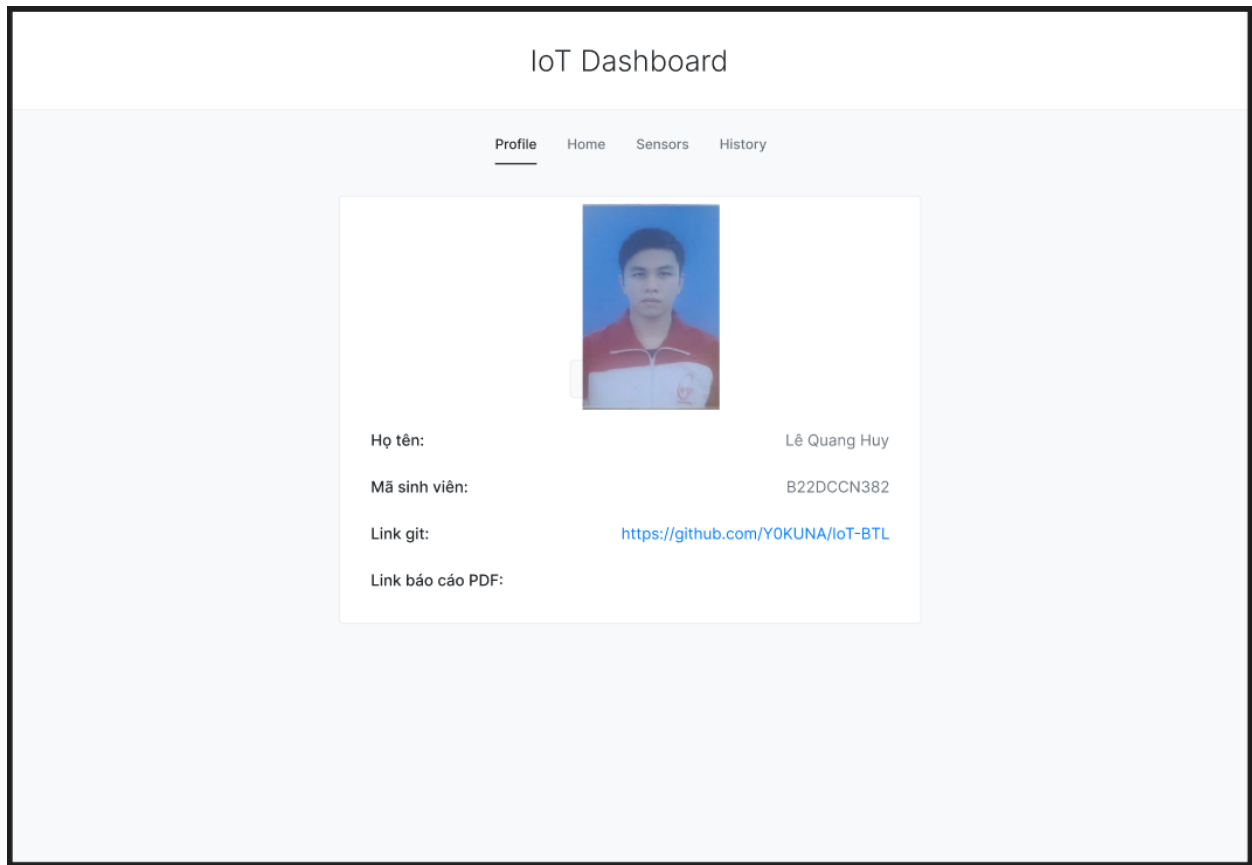 IoT Dashboard
Profile Home Sensors History
Họ tên: Lê Quang Huy
Mã sinh viên: B22DCCN382
Link git: https://github.com/Y0KUNA/IoT-BTL
Link báo cáo PDF: